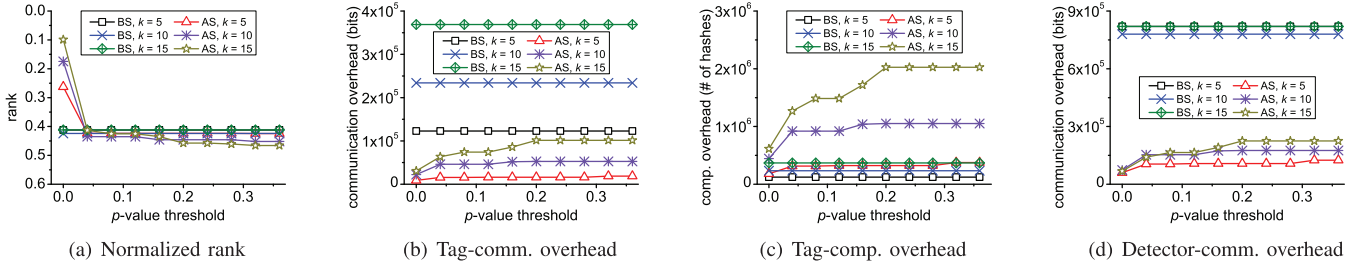 0.0
0.1
0.2
0.3
0.4
0.5
0.6
rank
BS, k = 5 AS, k = 5
BS, k = 10 AS, k = 10
BS, k = 15 AS, k = 15
0.0 0.1 0.2 0.3
p-value threshold
(a) Normalized rank
4x10^5
3x10^5
2x10^5
1x10^5
0
communication overhead (bits)
BS, k = 5 AS, k = 5
BS, k = 10 AS, k = 10
BS, k = 15 AS, k = 15
0.0 0.1 0.2 0.3
p-value threshold
(b) Tag-comm. overhead
3x10^6
2x10^6
1x10^6
0
comp. overhead (# of hashes)
BS, k = 5 AS, k = 5
BS, k = 10 AS, k = 10
BS, k = 15 AS, k = 15
0.0 0.1 0.2 0.3
p-value threshold
(c) Tag-comp. overhead
9x10^5
6x10^5
3x10^5
0
communication overhead (bits)
BS, k = 5 AS, k = 5
BS, k = 10 AS, k = 10
BS, k = 15 AS, k = 15
0.0 0.1 0.2 0.3
p-value threshold
(d) Detector-comm. overhead